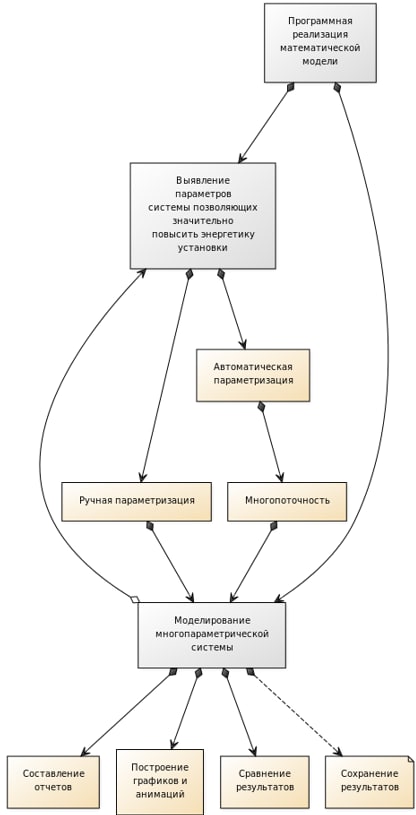 Программная
реализация
математической
модели
Выявление
параметров
системы позволяющих
значительно
повысить энергетику
установки
Автоматическая
параметризация
Ручная параметризация
Многопоточность
Моделирование
многопараметрической
системы
Составление
отчетов
Построение
графиков и
анимаций
Сравнение
результатов
Сохранение
результатов